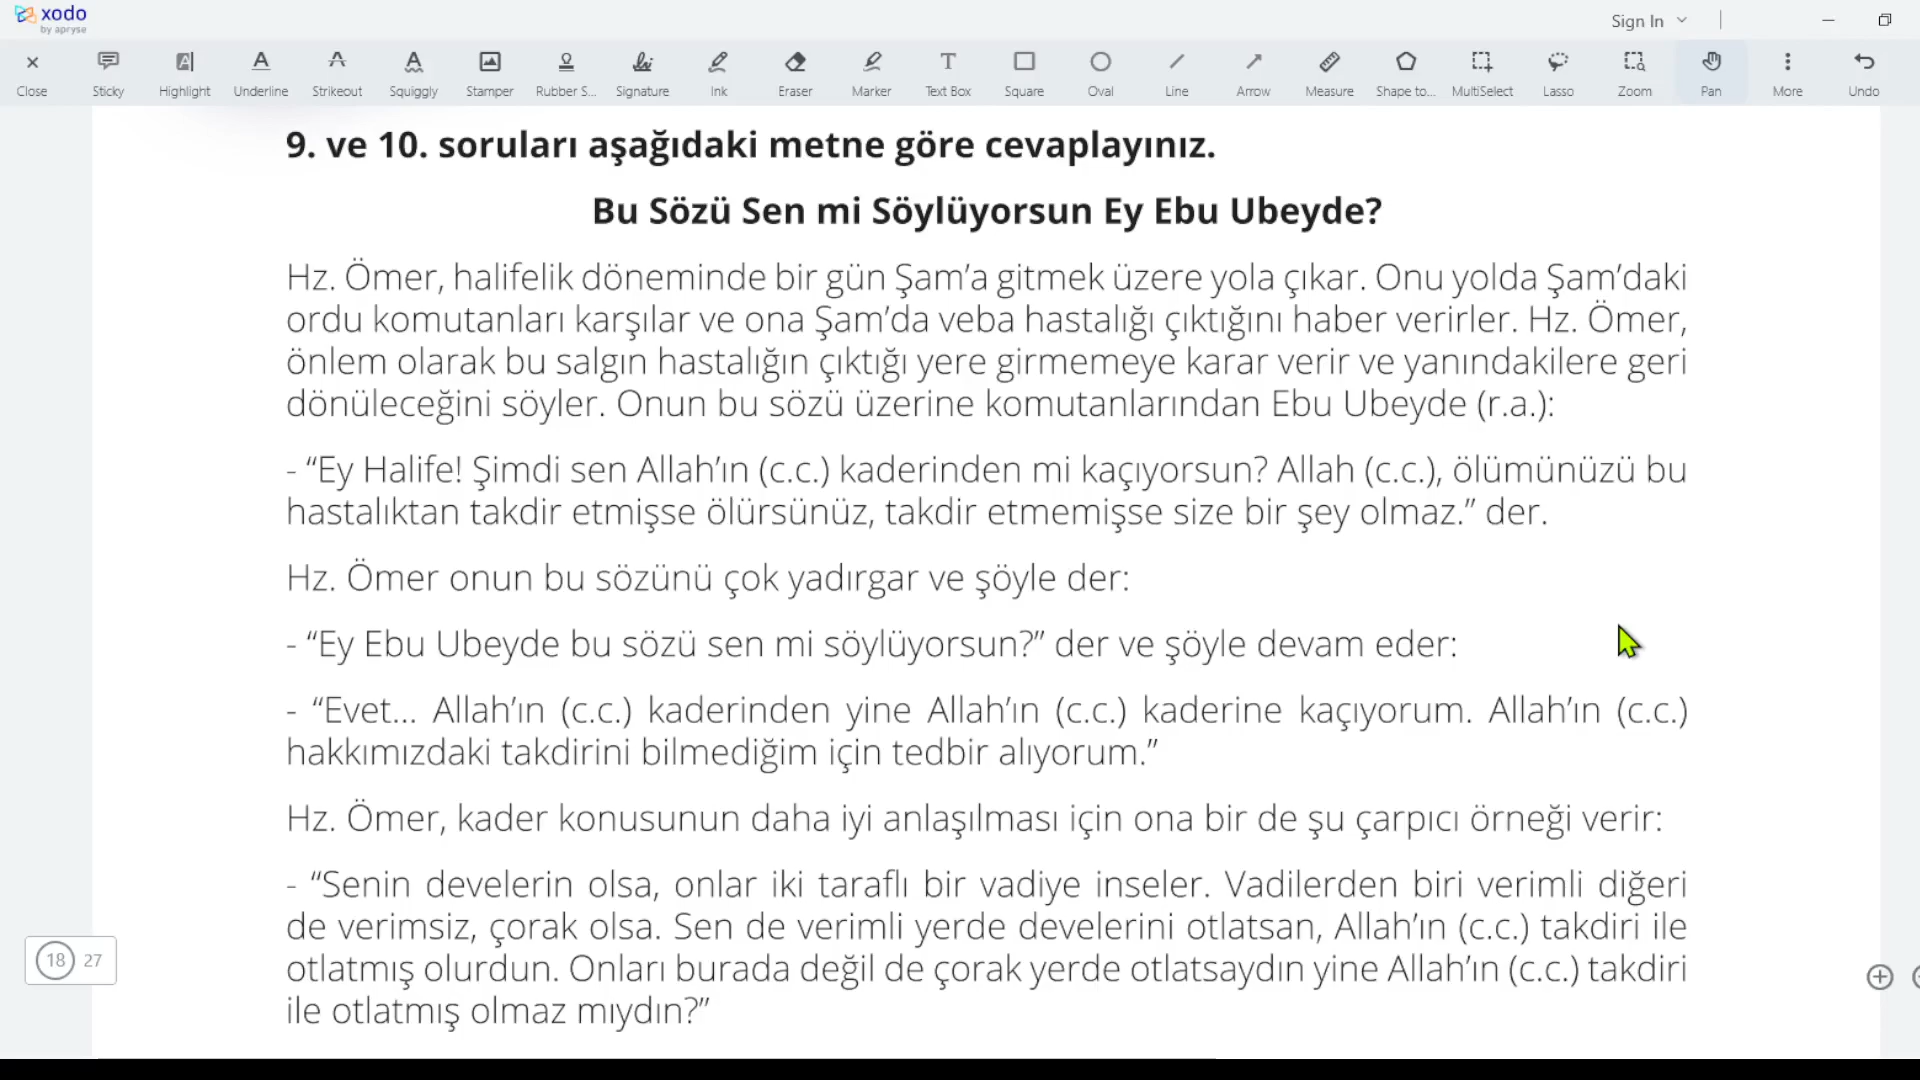 xodo
by apryse
Sign In
Close
Sticky
Highlight
Underline
Strikeout
Squiggly
Stamper
Rubber S...
Signature
Ink
Eraser
Marker
Text Box
Square
Oval
Line
Arrow
Measure
Shape to...
MultiSelect
Lasso
Zoom
Pan
More
Undo
9. ve 10. soruları aşağıdaki metne göre cevaplayınız.
Bu Sözü Sen mi Söylüyorsun Ey Ebu Ubeyde?
Hz. Ömer, halifelik döneminde bir gün Şam’a gitmek üzere yola çıkar. Onu yolda Şam’daki
ordu komutanları karşılar ve ona Şam’da veba hastalığı çıktığını haber verirler. Hz. Ömer,
önlem olarak bu salgın hastalığın çıktığı yere girmemeye karar verir ve yanındakilere geri
dönüleceğini söyler. Onun bu sözü üzerine komutanlarından Ebu Ubeyde (r.a.):
- “Ey Halife! Şimdi sen Allah’ın (c.c.) kaderinden mi kaçıyorsun? Allah (c.c.), ölümünüzü bu
hastalıktan takdir etmişse ölürsünüz, takdir etmemişse size bir şey olmaz.” der.
Hz. Ömer onun bu sözünü çok yadırgar ve şöyle der:
- “Ey Ebu Ubeyde bu sözü sen mi söylüyorsun?” der ve şöyle devam eder:
- “Evet... Allah’ın (c.c.) kaderinden yine Allah’ın (c.c.) kaderine kaçıyorum. Allah’ın (c.c.)
hakkımızdaki takdirini bilmediğim için tedbir alıyorum.”
Hz. Ömer, kader konusunun daha iyi anlaşılması için ona bir de şu çarpıcı örneği verir:
- “Senin develerin olsa, onlar iki taraflı bir vadiye inseler. Vadilerden biri verimli diğeri
de verimsiz, çorak olsa. Sen de verimli yerde develerini otlatsan, Allah’ın (c.c.) takdiri ile
otlatmış olurdun. Onları burada değil de çorak yerde otlatsaydın yine Allah’ın (c.c.) takdiri
ile otlatmış olmaz mıydın?”
18 27